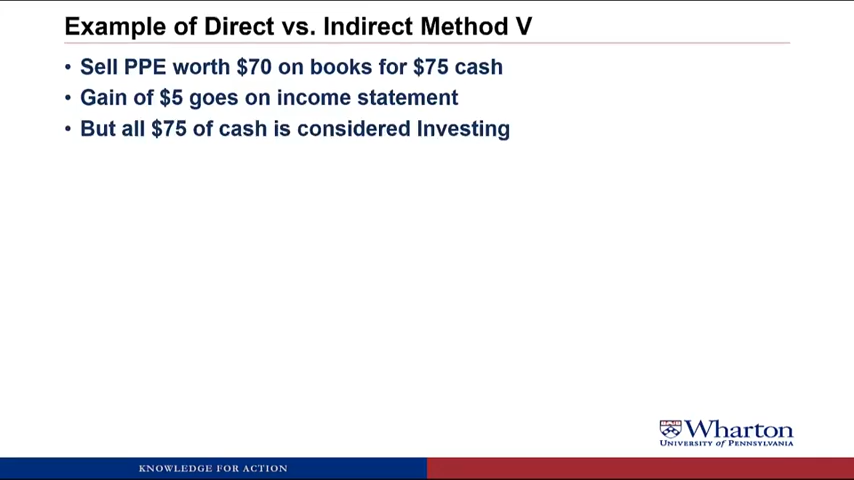 Example of Direct vs. Indirect Method V
• Sell PPE worth $70 on books for $75 cash
• Gain of $5 goes on income statement
• But all $75 of cash is considered Investing
Wharton
UNIVERSITY of PENNSYLVANIA
KNOWLEDGE FOR ACTION